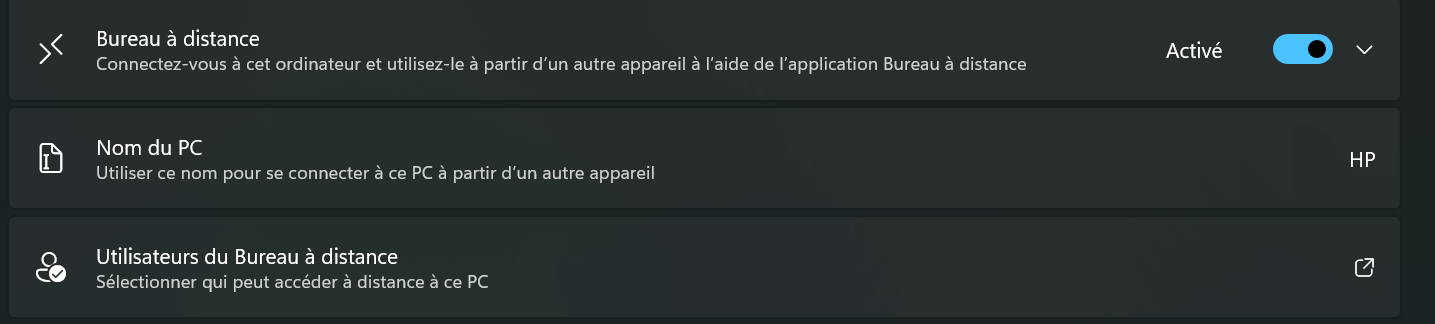 Bureau à distance
Connectez-vous à cet ordinateur et utilisez-le à partir d’un autre appareil à l’aide de l’application Bureau à distance
Activé
Nom du PC
Utiliser ce nom pour se connecter à ce PC à partir d’un autre appareil
HP
Utilisateurs du Bureau à distance
Sélectionner qui peut accéder à distance à ce PC